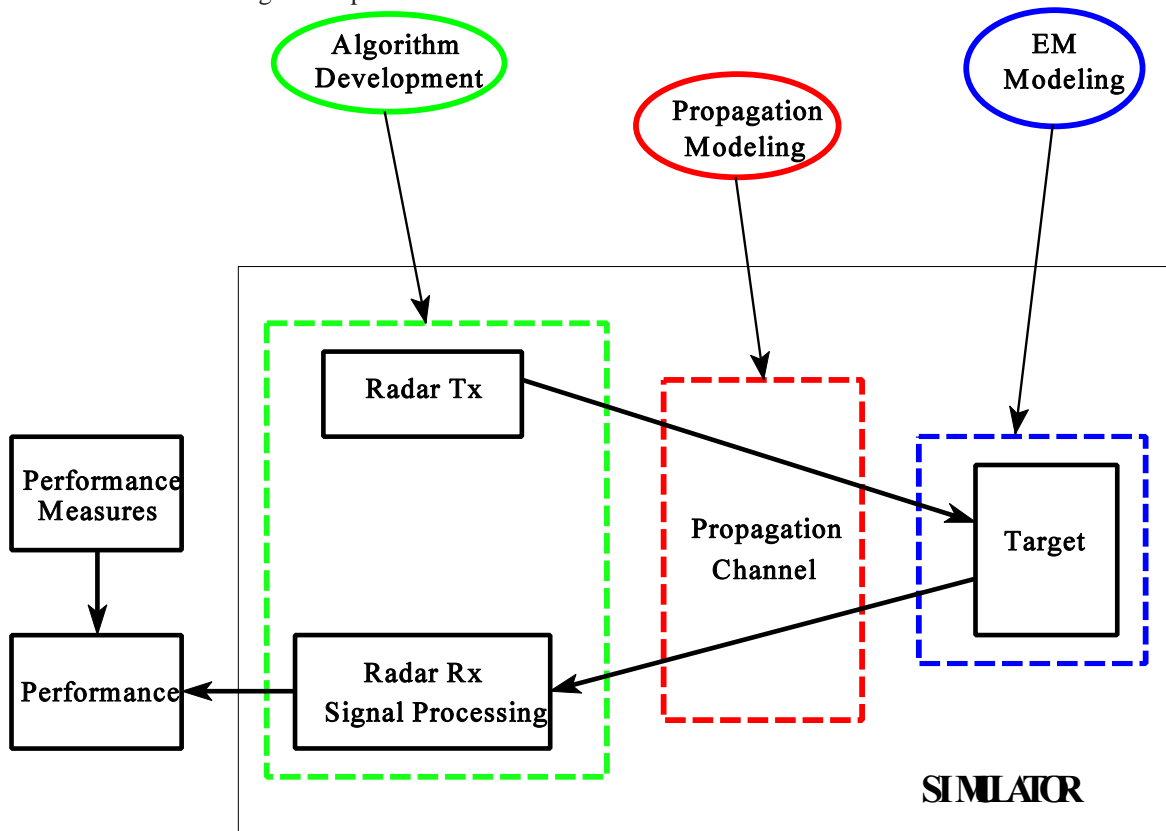 Algorithm
Development
EM
Modeling
Propagation
Modeling
Radar Tx
Performance
Measures
Propagation
Channel
Target
Radar Rx
Signal Processing
Performance
SIMULATOR